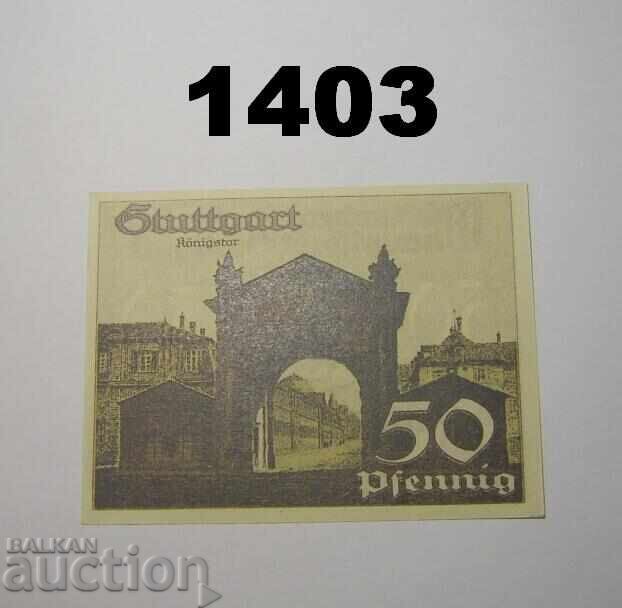 1403
Stuttgart
Königstor
50
Pfennig
BALKAN
auction